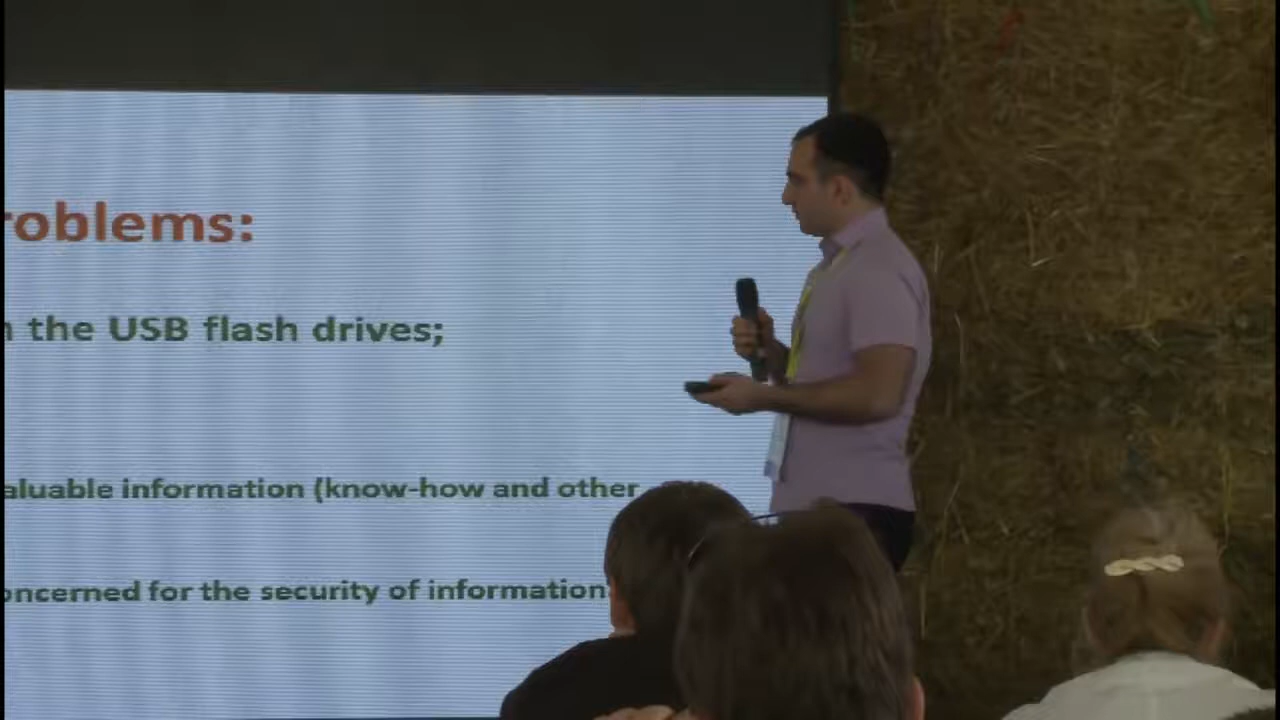 roblems:
the USB flash drives;
aluable information (know-how and other
oncerned for the security of information